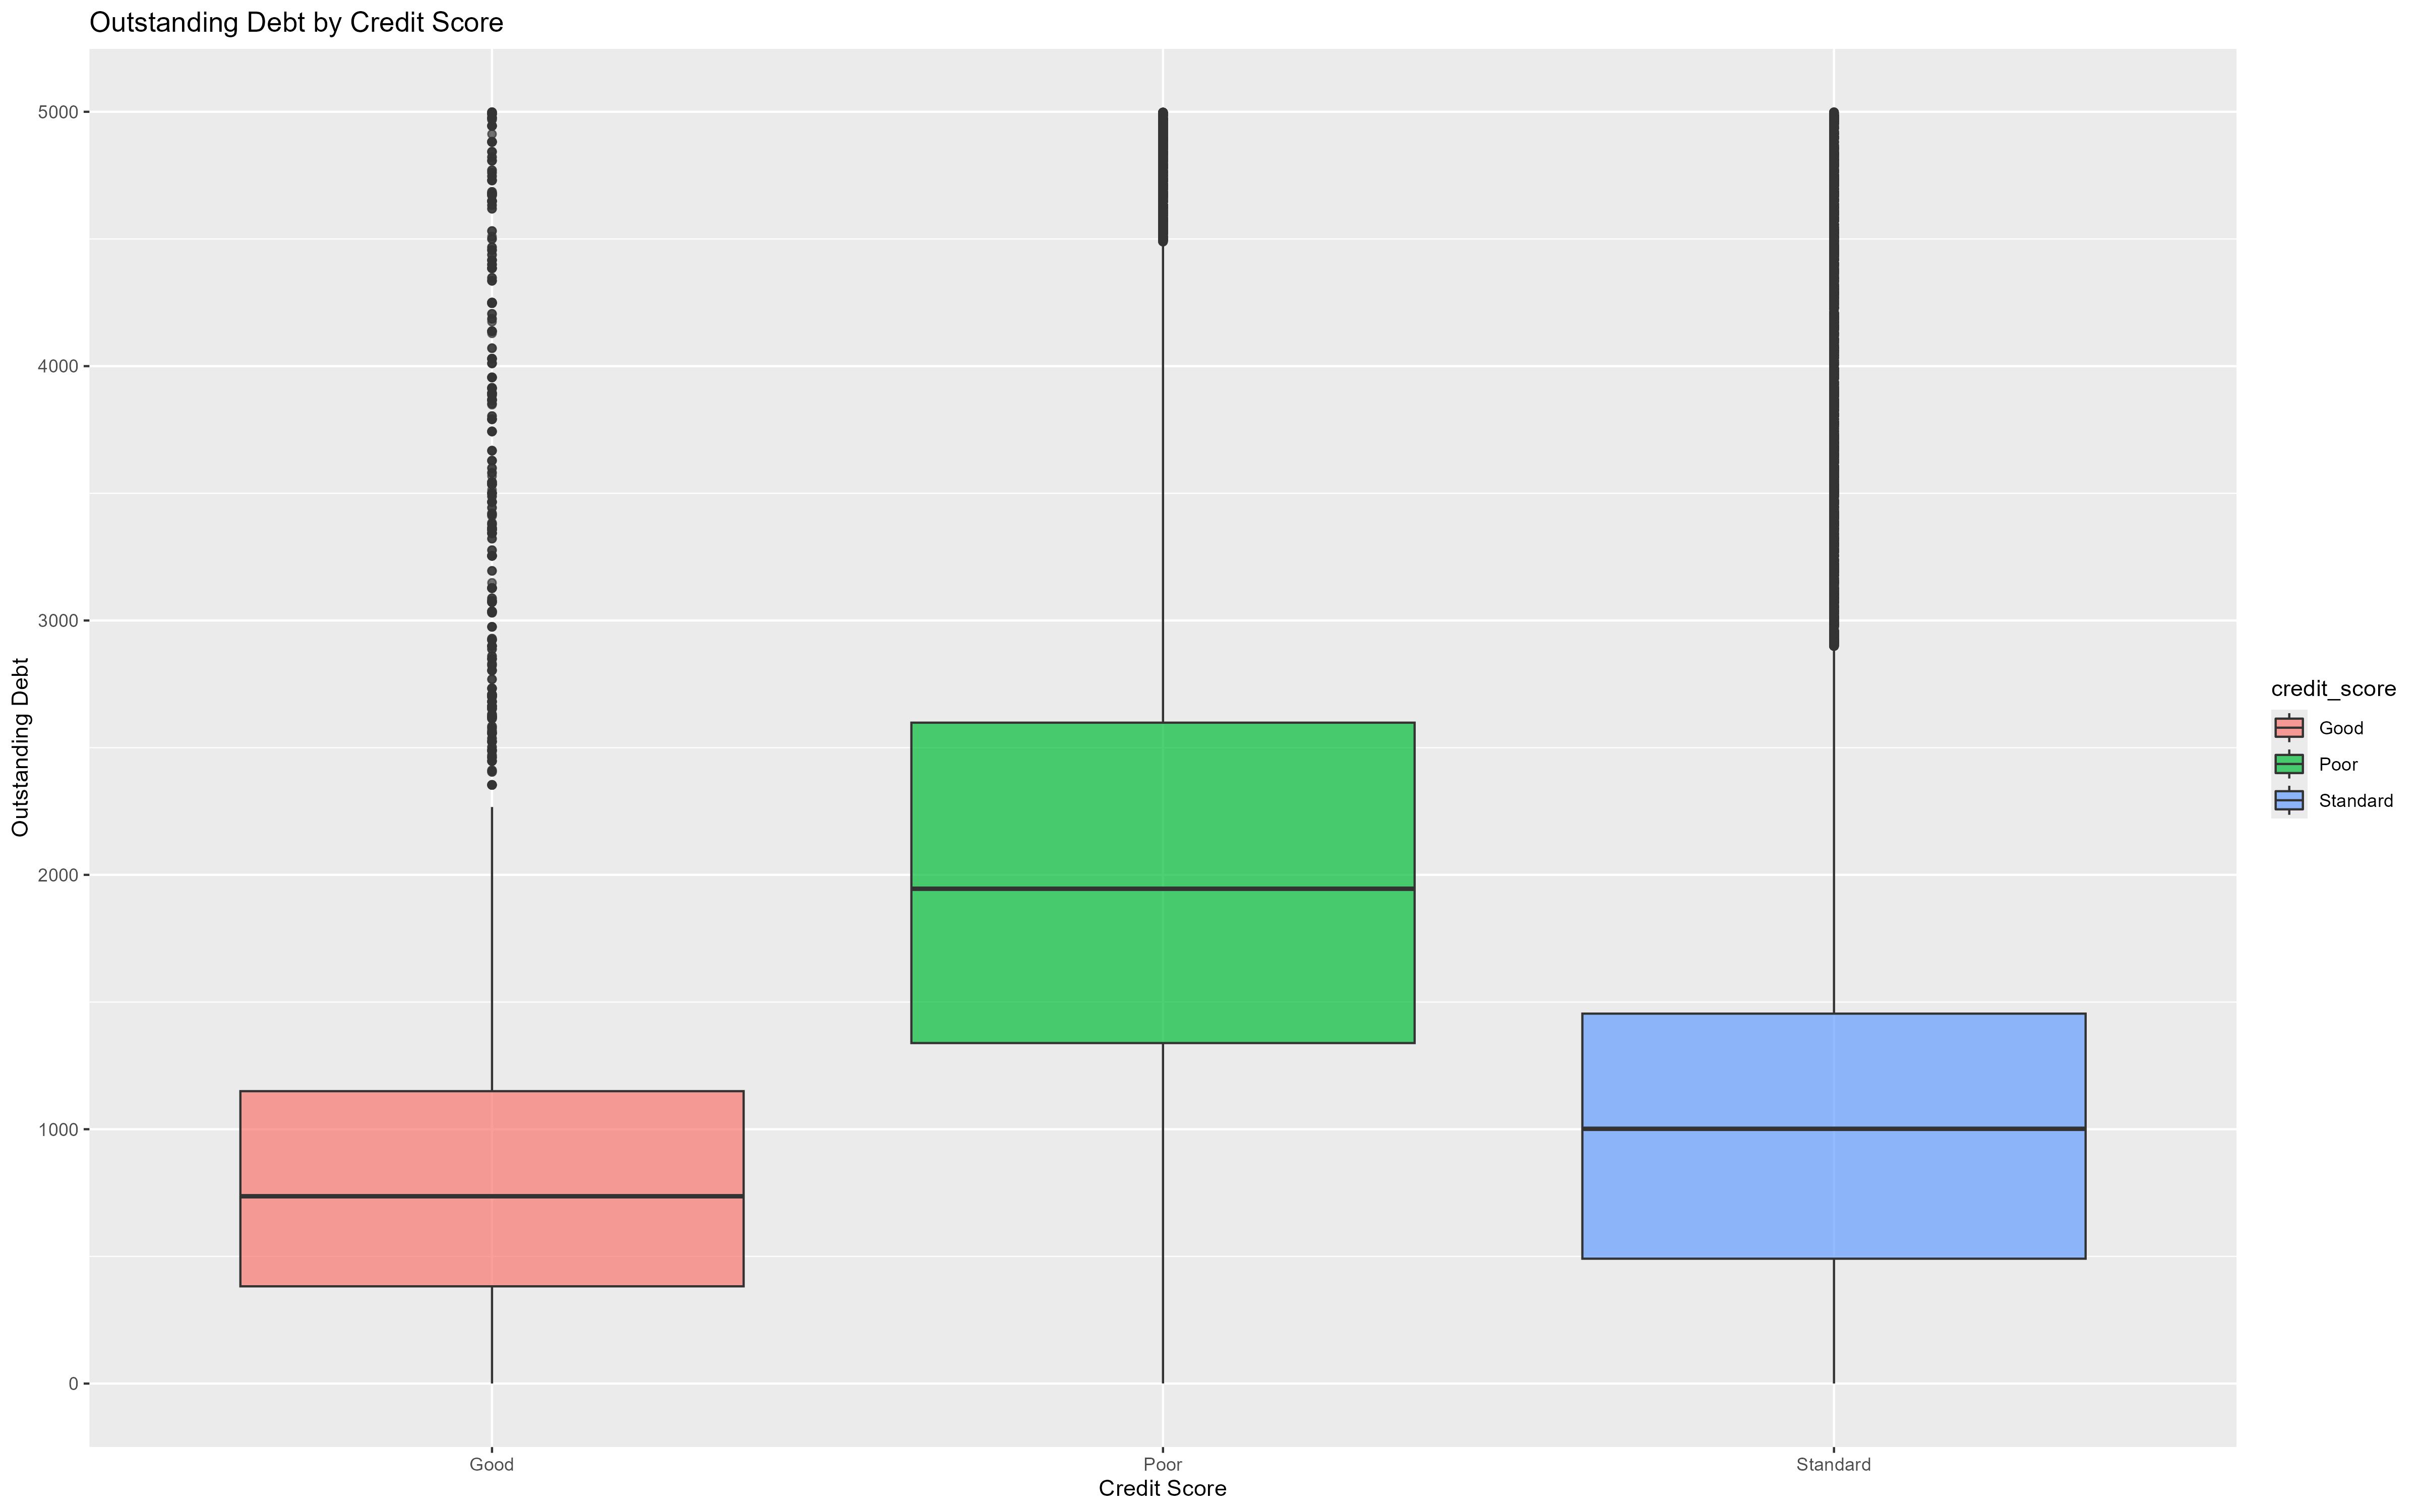 Outstanding Debt by Credit Score
Outstanding Debt
5000
4000
3000
2000
1000
0
Good
Poor
Standard
Credit Score
credit_score
Good
Poor
Standard